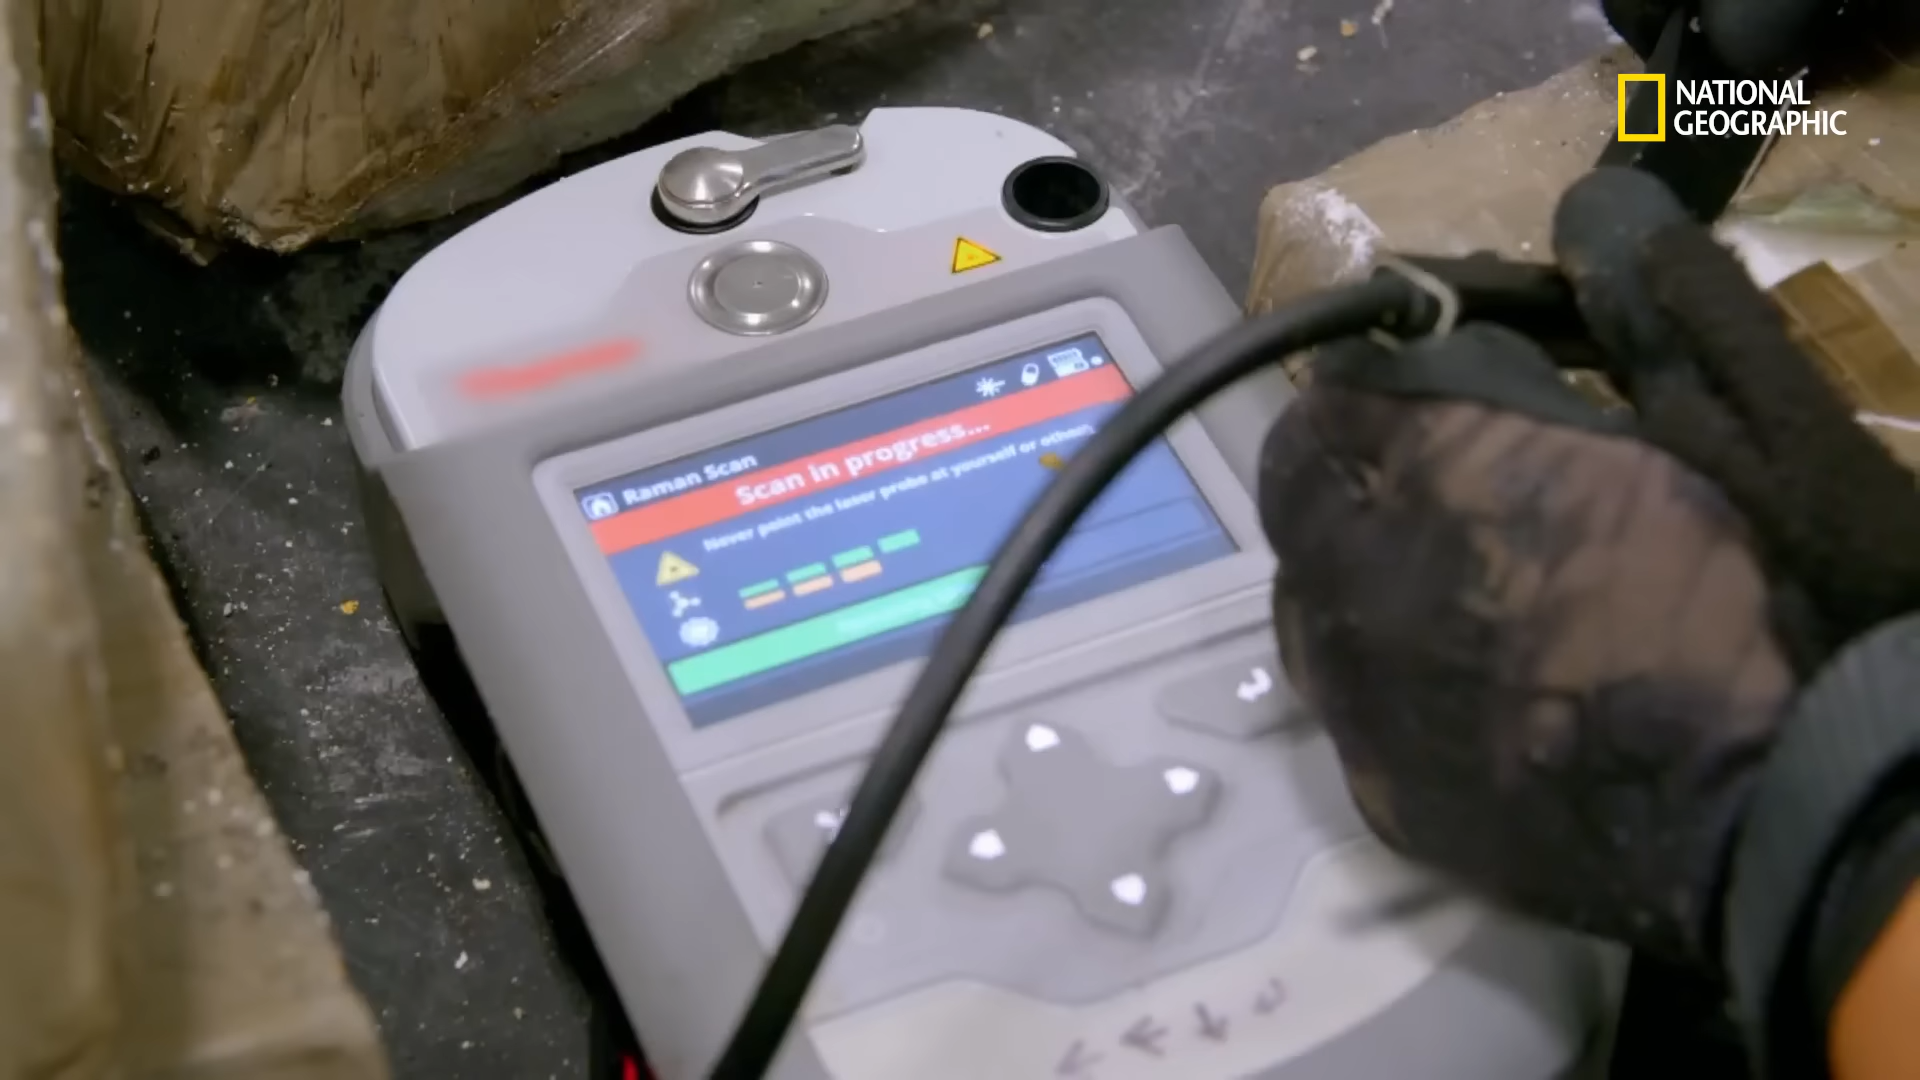 NATIONAL
GEOGRAPHIC
Raman Scan
Scan in progress...
Never point the laser probe at yourself or others